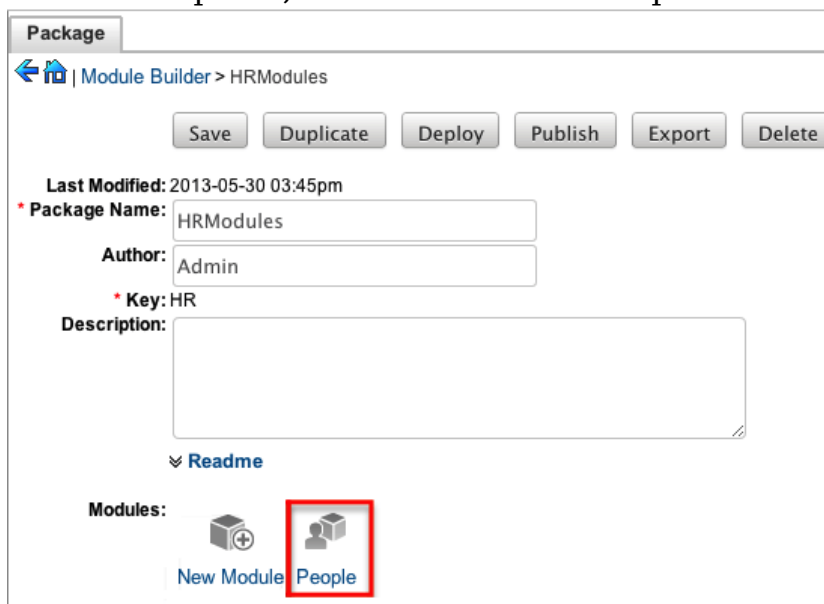 Package
| Module Builder > HRModules
Save Duplicate Deploy Publish Export Delete
Last Modified: 2013-05-30 03:45pm
* Package Name: HRModules
Author: Admin
* Key: HR
Description:
Readme
Modules:
New Module People